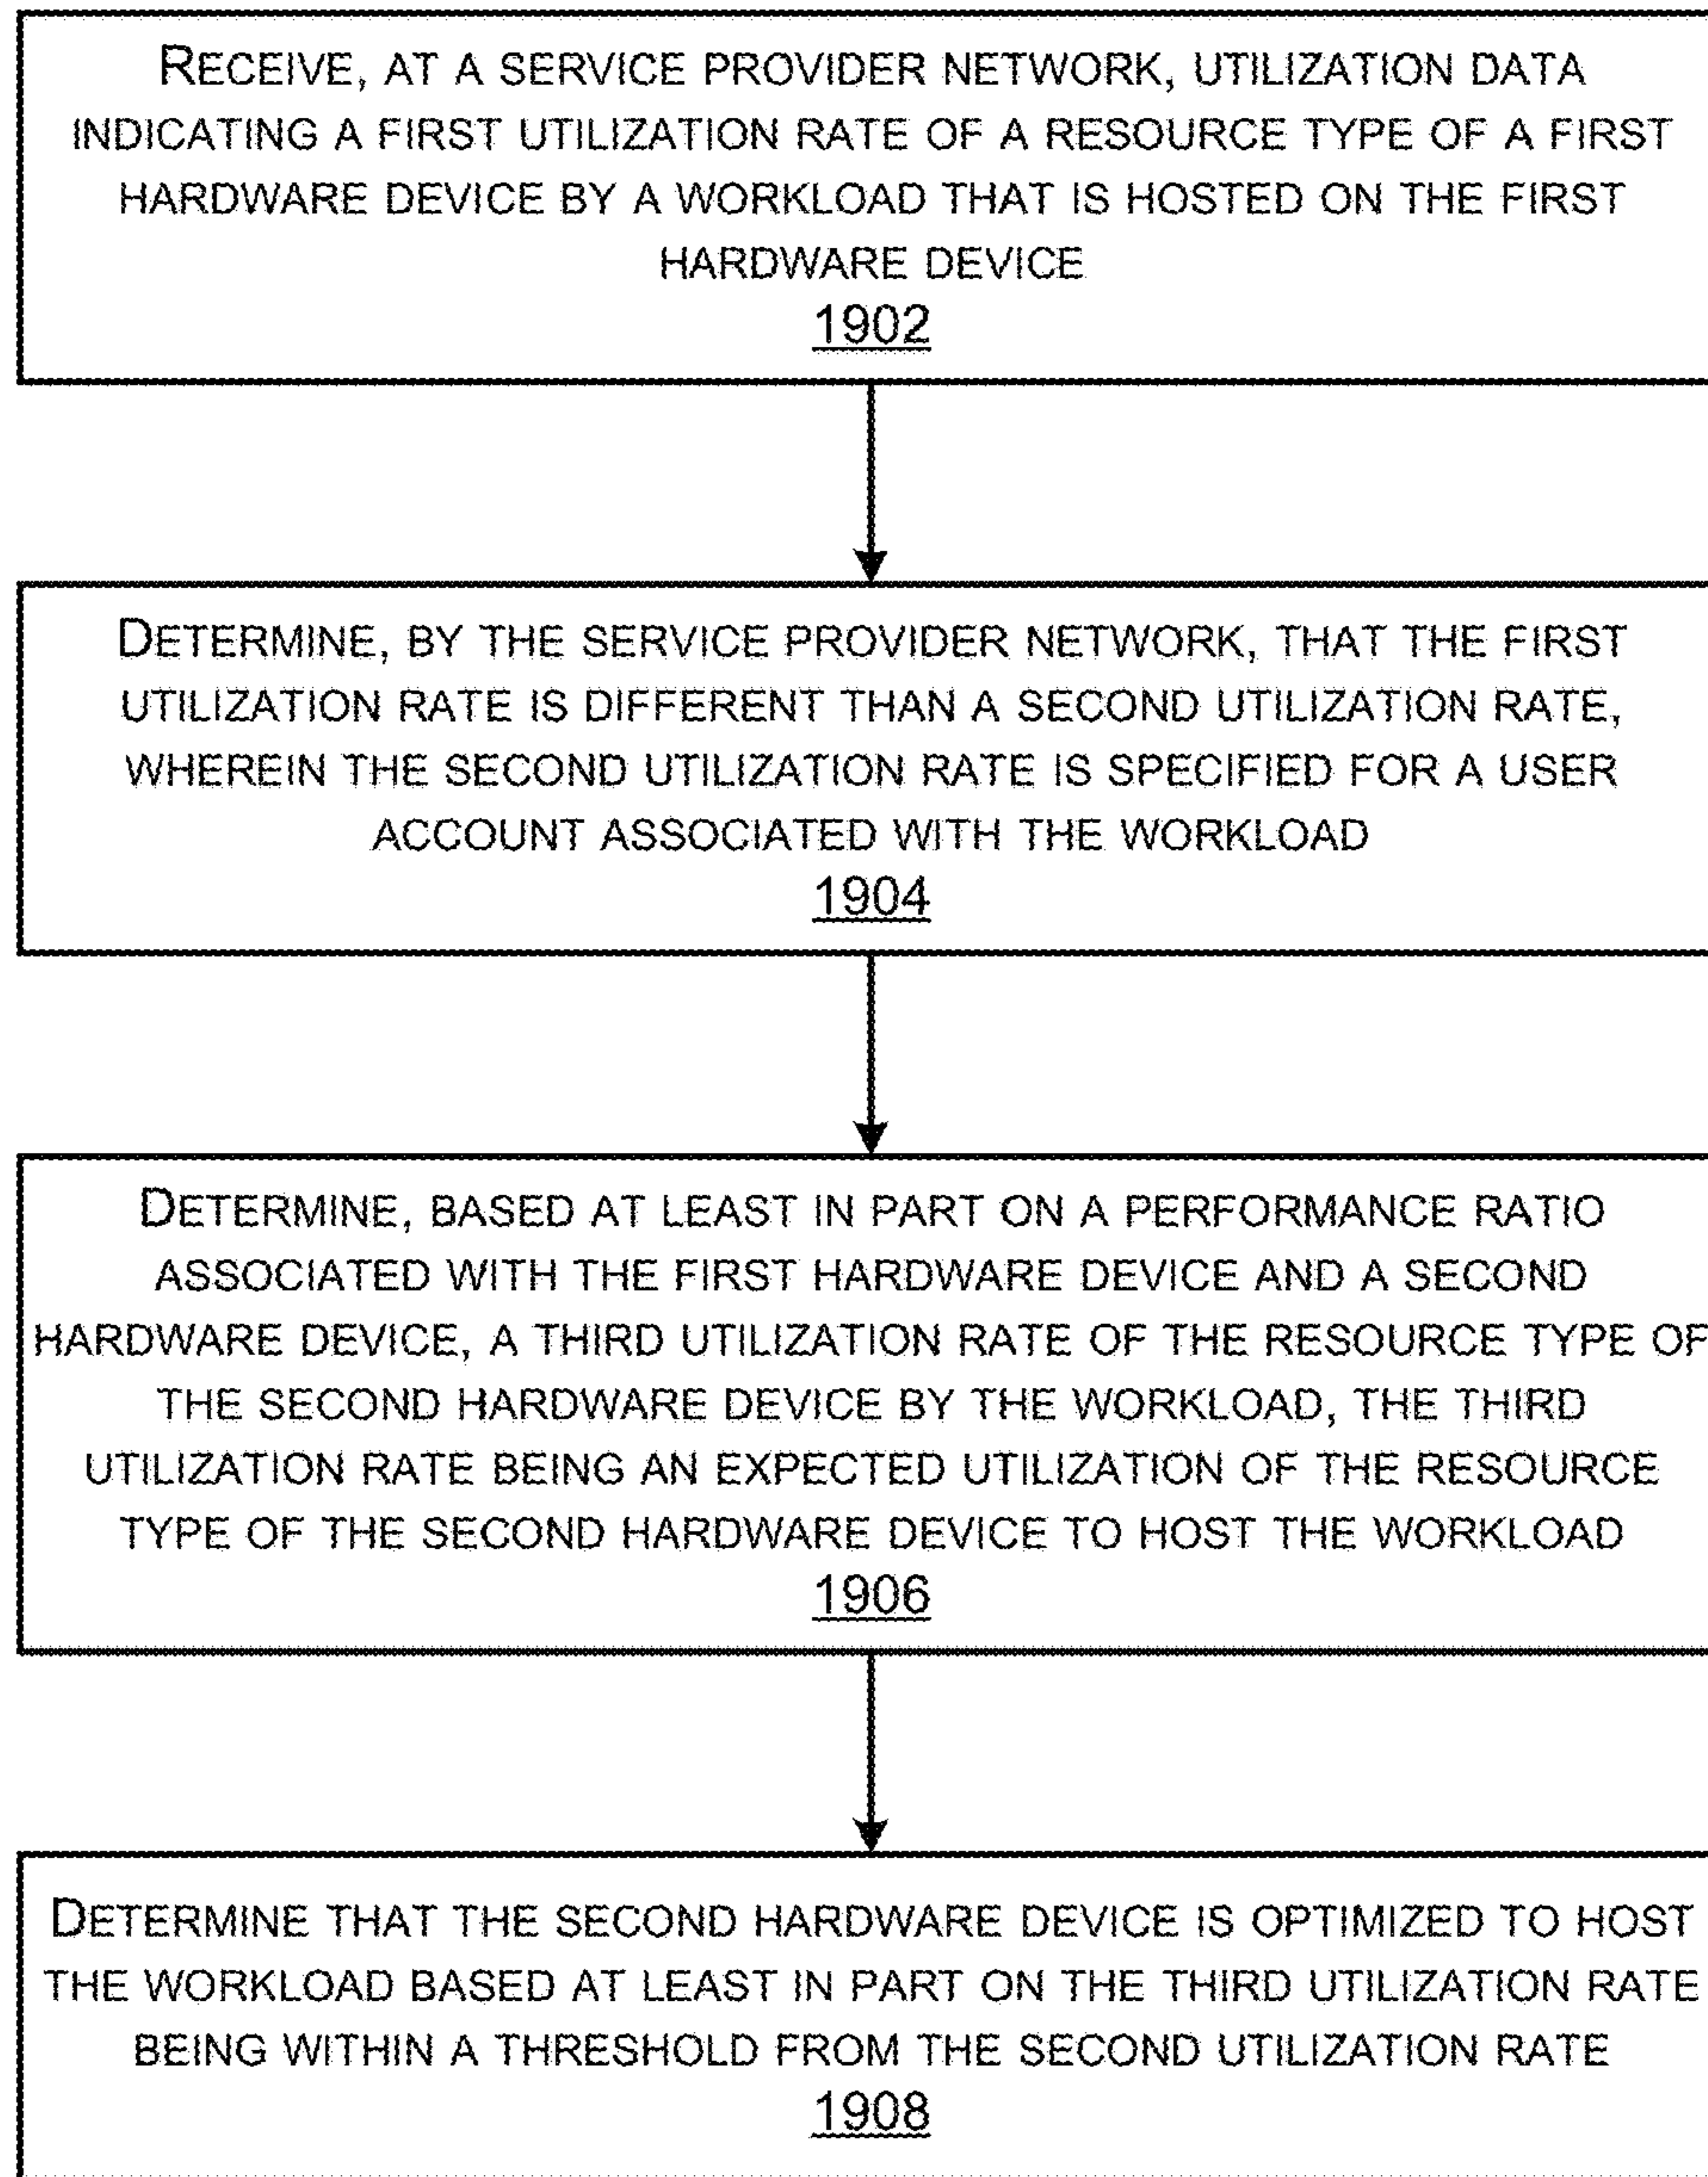 RECEIVE, AT A SERVICE PROVIDER NETWORK, UTILIZATION DATA
INDICATING A FIRST UTILIZATION RATE OF A RESOURCE TYPE OF A FIRST
HARDWARE DEVICE BY A WORKLOAD THAT IS HOSTED ON THE FIRST
HARDWARE DEVICE
1902
DETERMINE, BY THE SERVICE PROVIDER NETWORK, THAT THE FIRST
UTILIZATION RATE IS DIFFERENT THAN A SECOND UTILIZATION RATE,
WHEREIN THE SECOND UTILIZATION RATE IS SPECIFIED FOR A USER
ACCOUNT ASSOCIATED WITH THE WORKLOAD
1904
DETERMINE, BASED AT LEAST IN PART ON A PERFORMANCE RATIO
ASSOCIATED WITH THE FIRST HARDWARE DEVICE AND A SECOND
HARDWARE DEVICE, A THIRD UTILIZATION RATE OF THE RESOURCE TYPE OF
THE SECOND HARDWARE DEVICE BY THE WORKLOAD, THE THIRD
UTILIZATION RATE BEING AN EXPECTED UTILIZATION OF THE RESOURCE
TYPE OF THE SECOND HARDWARE DEVICE TO HOST THE WORKLOAD
1906
DETERMINE THAT THE SECOND HARDWARE DEVICE IS OPTIMIZED TO HOST
THE WORKLOAD BASED AT LEAST IN PART ON THE THIRD UTILIZATION RATE
BEING WITHIN A THRESHOLD FROM THE SECOND UTILIZATION RATE
1908